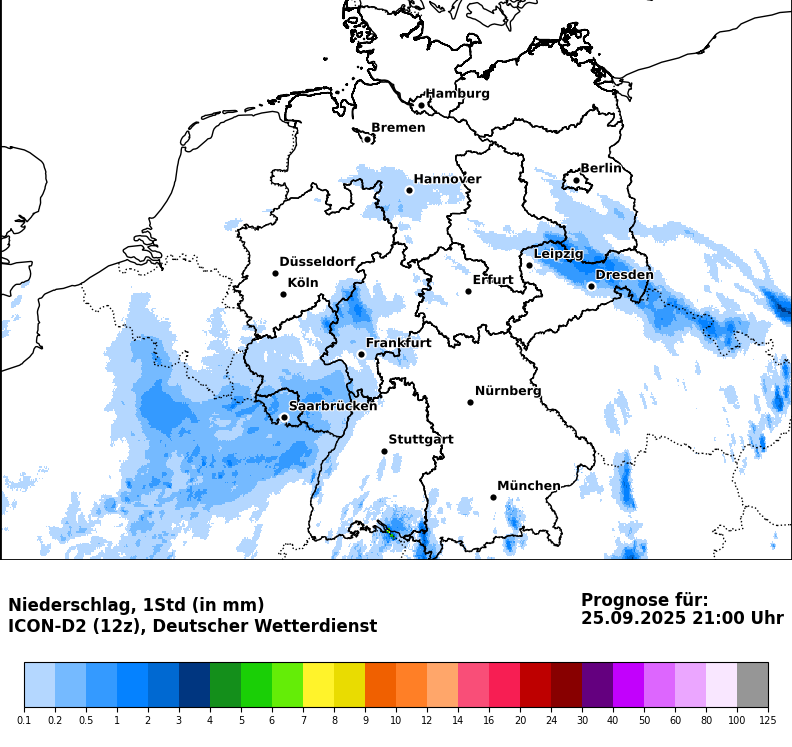 Hamburg
Bremen
Berlin
Hannover
Leipzig
Düsseldorf
Dresden
Erfurt
Köln
Frankfurt
Nürnberg
Saarbrücken
Stuttgart
München
Niederschlag, 1Std (in mm)
ICON-D2 (12z), Deutscher Wetterdienst
Prognose für:
25.09.2025 21:00 Uhr
0.1 0.2 0.5 1 2 3 4 5 6 7 8 9 10 12 14 16 20 24 30 40 50 60 80 100 125